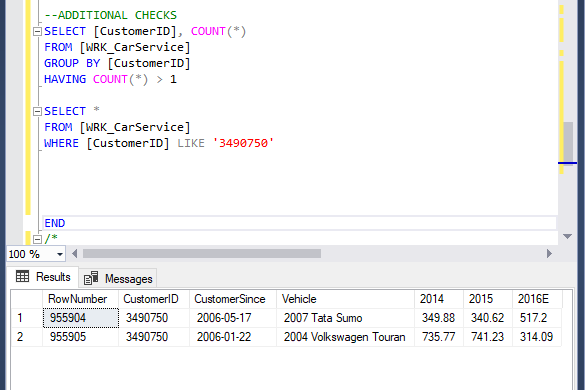 --ADDITIONAL CHECKS
SELECT [CustomerID], COUNT(*)
FROM [WRK_CarService]
GROUP BY [CustomerID]
HAVING COUNT(*) > 1
SELECT *
FROM [WRK_CarService]
WHERE [CustomerID] LIKE '3490750'
END
/*
100 %
Results Messages
RowNumber CustomerID CustomerSince Vehicle 2014 2015 2016E
1 955904 3490750 2006-05-17 2007 Tata Sumo 349.88 340.62 517.2
2 955905 3490750 2006-01-22 2004 Volkswagen Touran 735.77 741.23 314.09